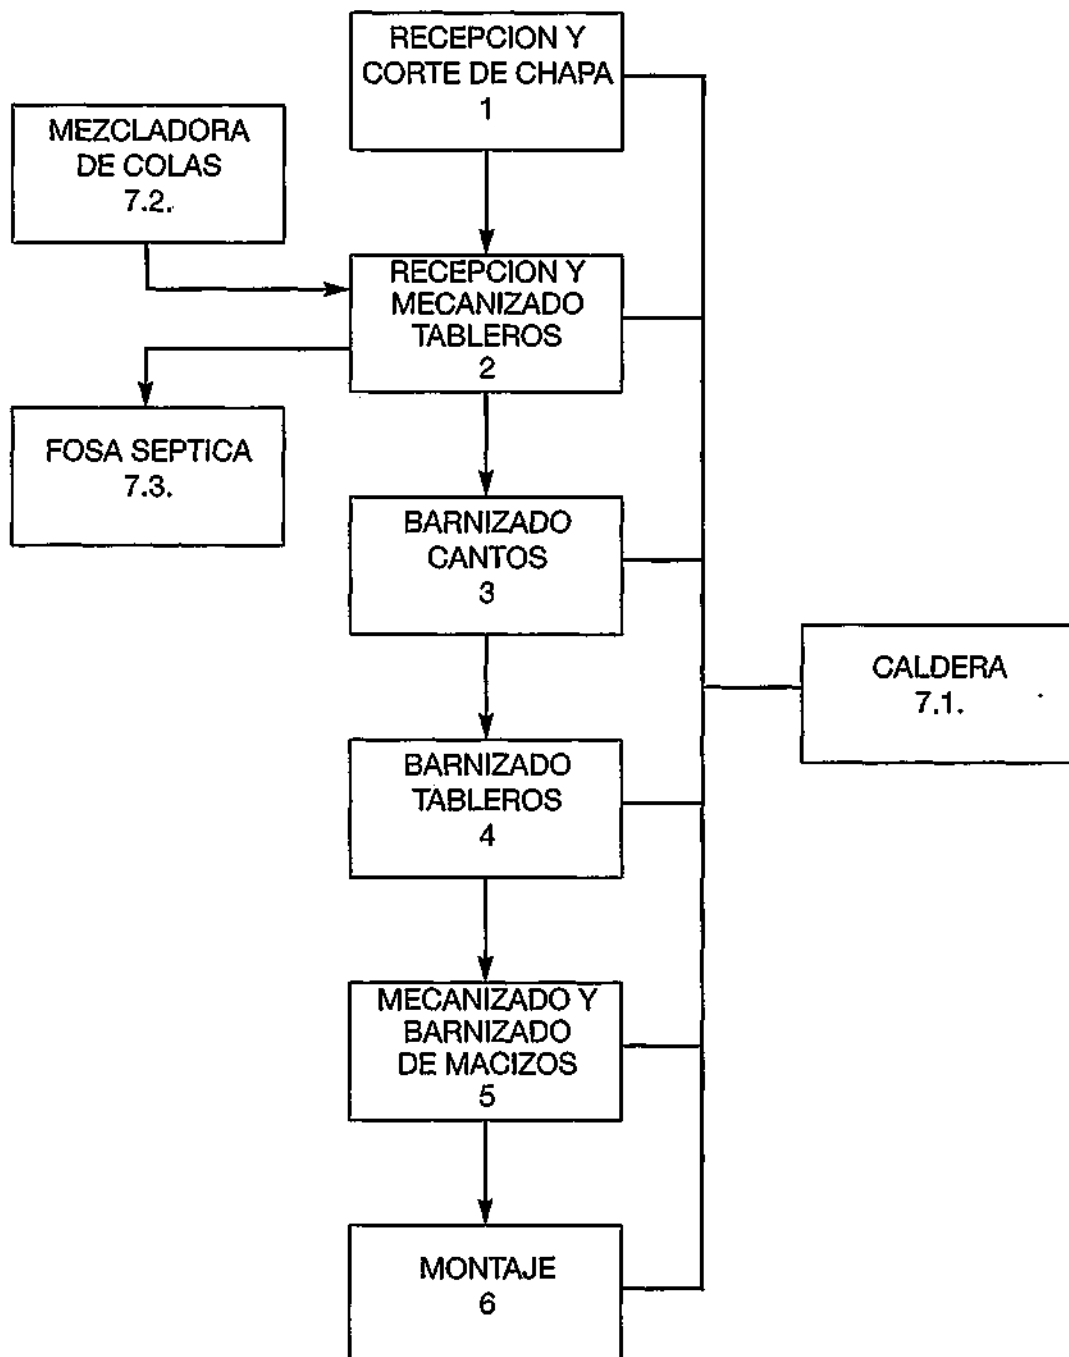 RECEPCION Y
CORTE DE CHAPA
1
MEZCLADORA
DE COLAS
7.2.
RECEPCION Y
MECANIZADO
TABLEROS
2
FOSA SEPTICA
7.3.
BARNIZADO
CANTOS
3
CALDERA
7.1.
BARNIZADO
TABLEROS
4
MECANIZADO Y
BARNIZADO
DE MACIZOS
5
MONTAJE
6